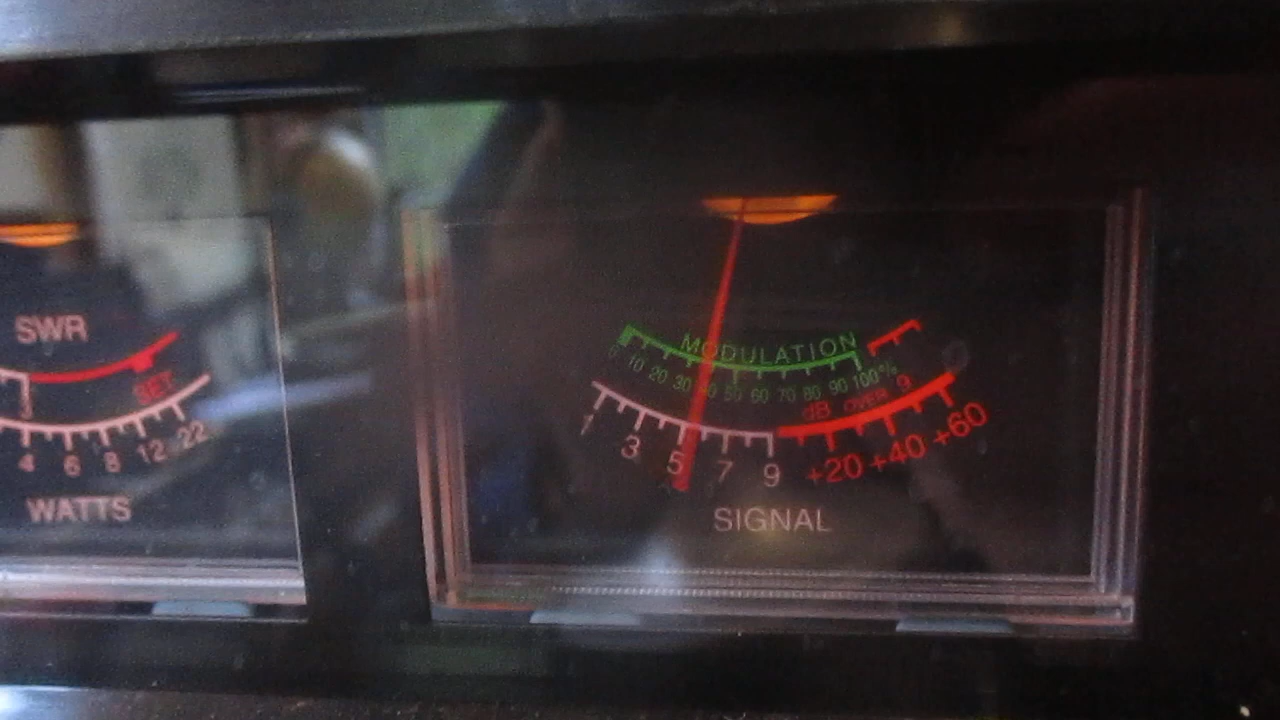 SWR
3
SET
4 6 8 12 22
WATTS
MODULATION
0 10 20 30 40 50 60 70 80 90 100%
dB OVER 9
1 3 5 7 9 +20 +40 +60
SIGNAL